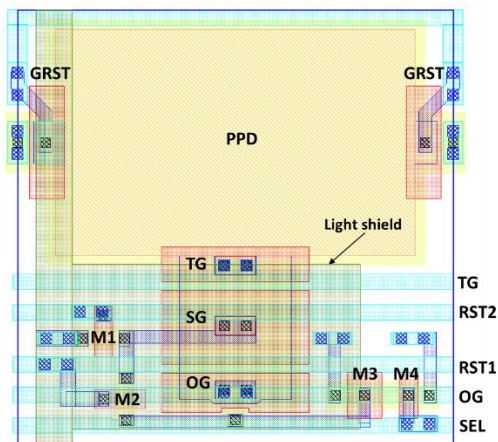 GRST GRST
PPD
Light shield
TG TG
RST2
SG
M1
RST1
M3 M4
OG OG
M2
SEL